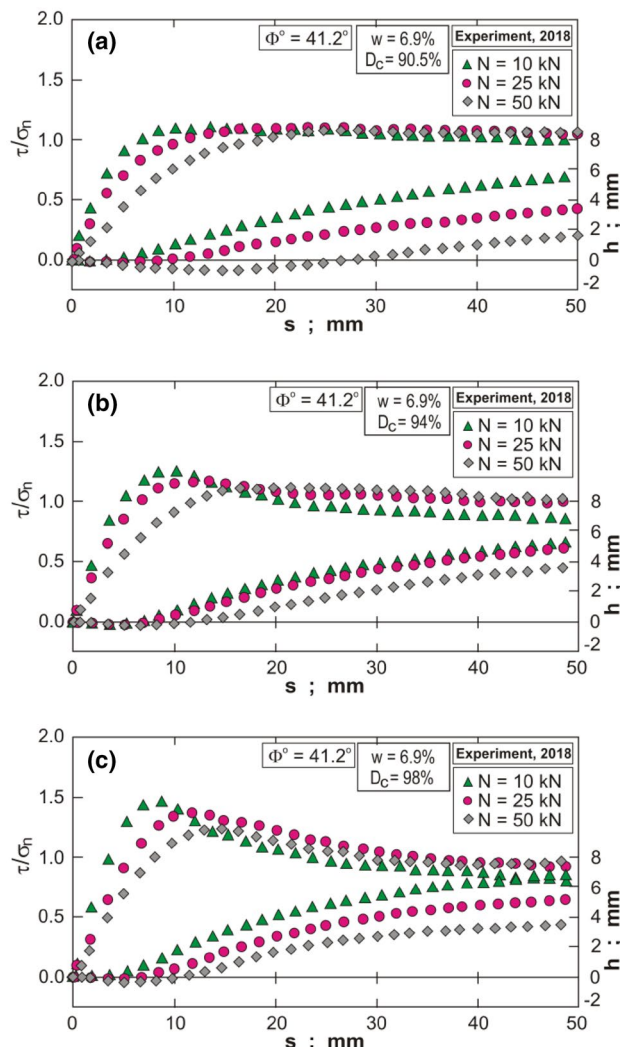 (a)
Φ° = 41.2°
w = 6.9%
D_C = 90.5%
Experiment, 2018
N = 10 kN
N = 25 kN
N = 50 kN
τ/σₙ
2.0
1.5
1.0
0.5
0.0
8
6
4
2
0
-2
h ; mm
0 10 20 30 40 50
s ; mm
(b)
Φ° = 41.2°
w = 6.9%
D_C = 94%
Experiment, 2018
N = 10 kN
N = 25 kN
N = 50 kN
τ/σₙ
2.0
1.5
1.0
0.5
0.0
8
6
4
2
0
-2
h ; mm
0 10 20 30 40 50
s ; mm
(c)
Φ° = 41.2°
w = 6.9%
D_C = 98%
Experiment, 2018
N = 10 kN
N = 25 kN
N = 50 kN
τ/σₙ
2.0
1.5
1.0
0.5
0.0
8
6
4
2
0
-2
h ; mm
0 10 20 30 40 50
s ; mm